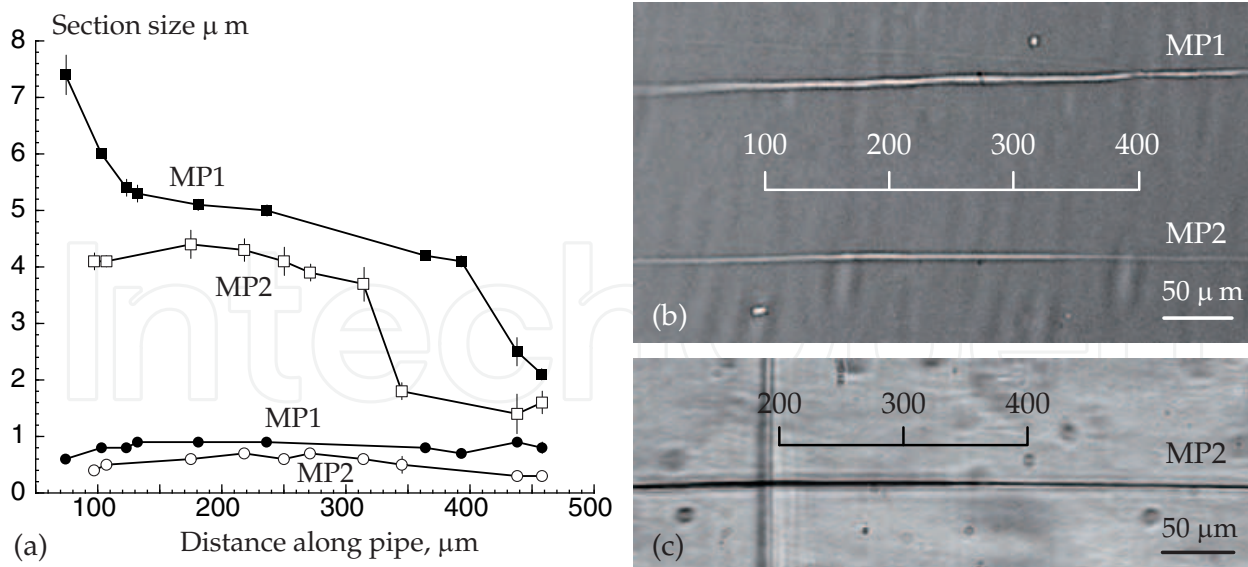 Section size μ m
8
7
6
5
4
3
2
1
0
MP1
MP2
MP1
MP2
100 200 300 400 500
Distance along pipe, μm
(a)
MP1
100 200 300 400
MP2
50 μ m
(b)
200 300 400
MP2
50 μm
(c)